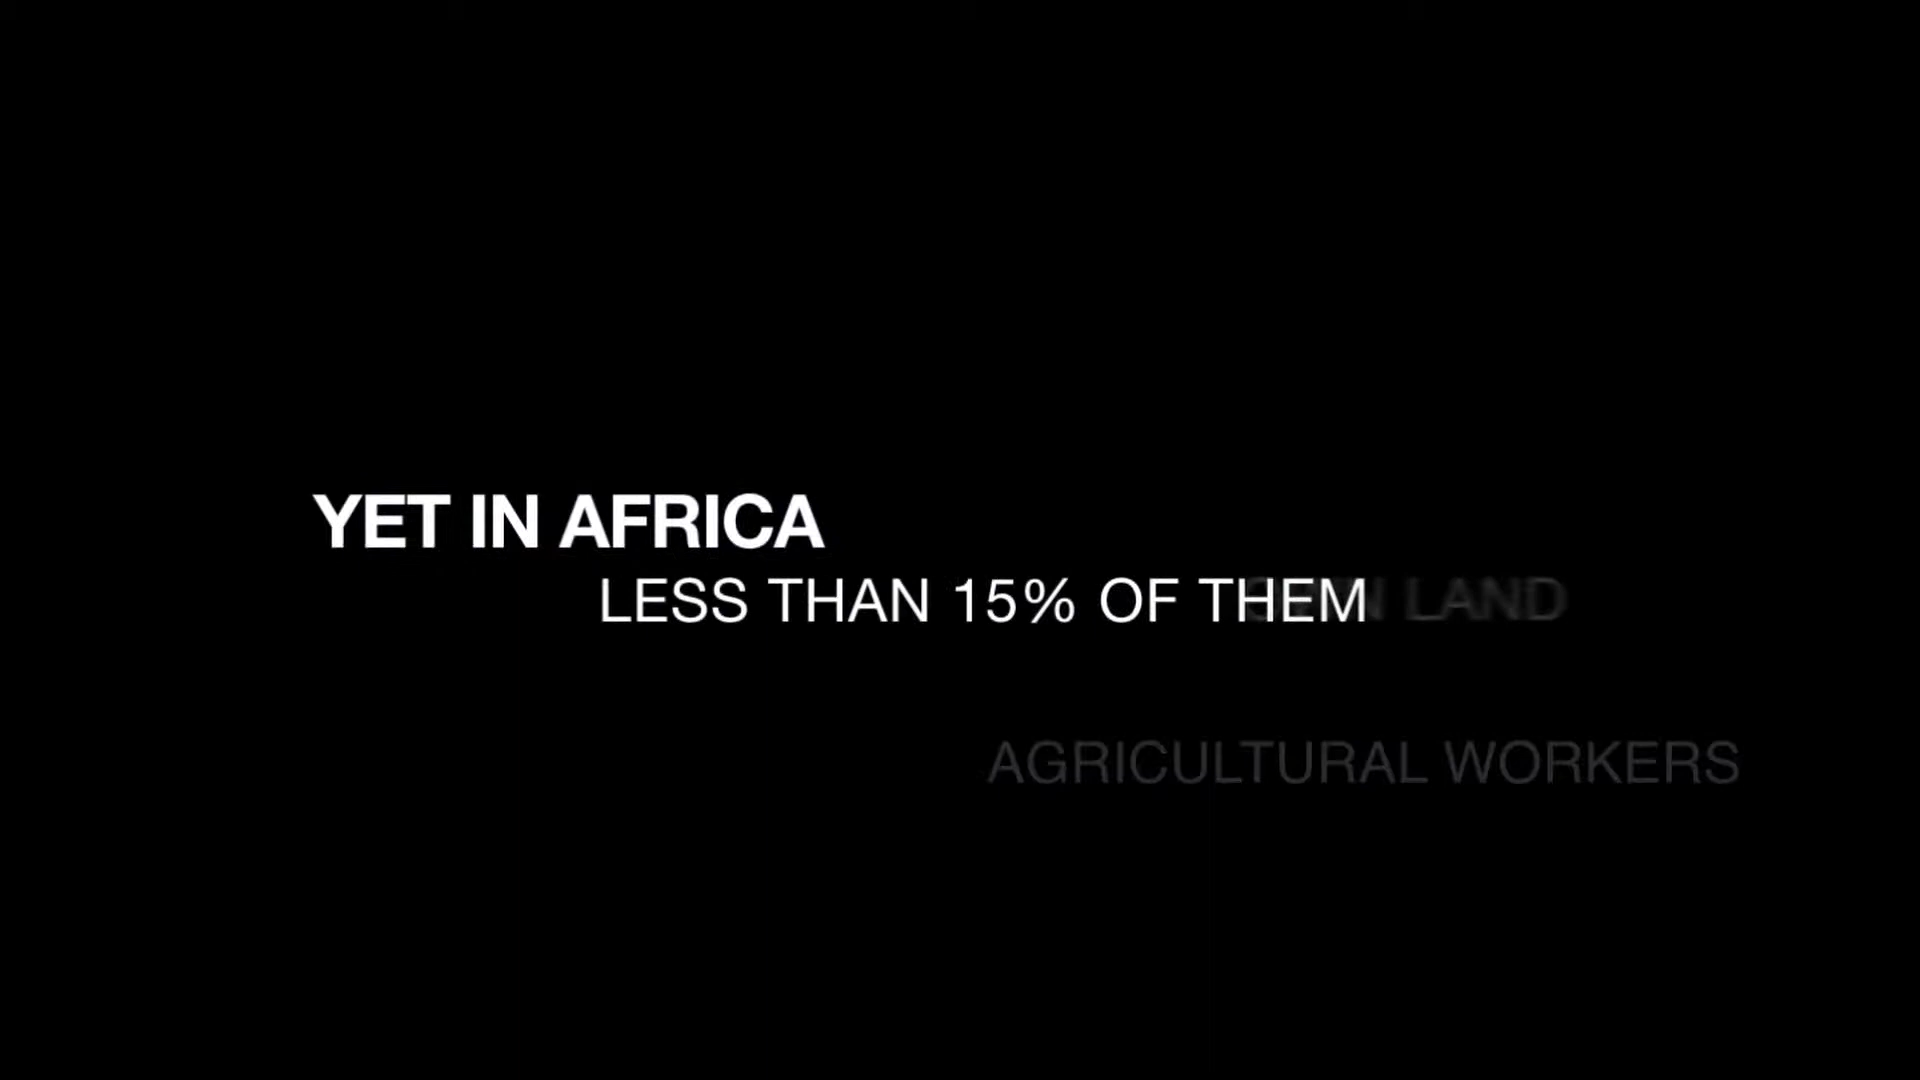 YET IN AFRICA
LESS THAN 15% OF THEM
LAND
AGRICULTURAL WORKERS